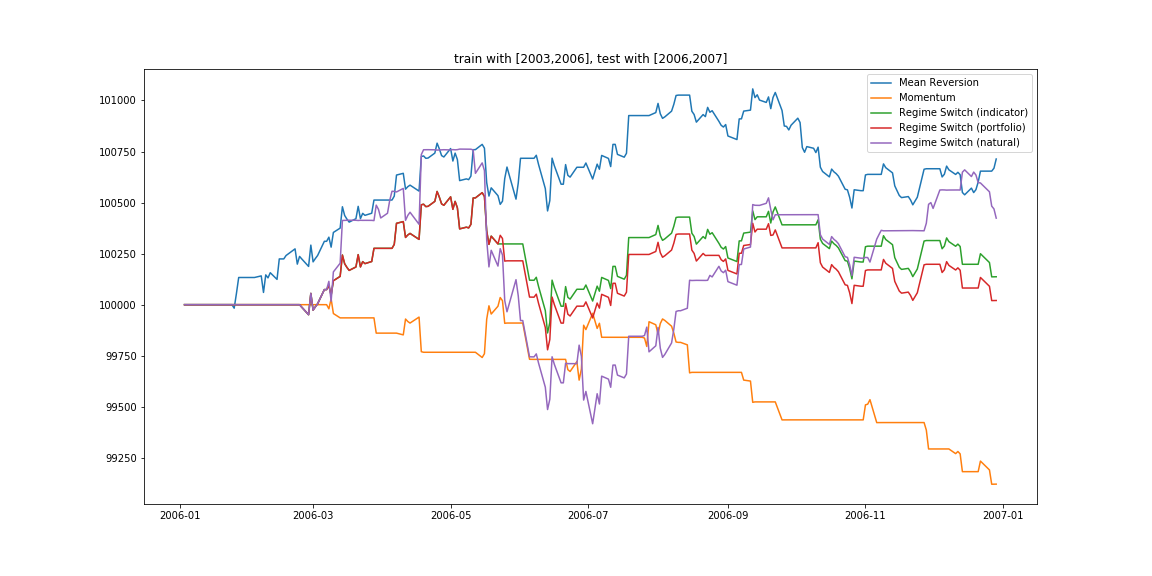 train with [2003,2006], test with [2006,2007]
Mean Reversion
Momentum
Regime Switch (indicator)
Regime Switch (portfolio)
Regime Switch (natural)
101000
100750
100500
100250
100000
99750
99500
99250
2006-01 2006-03 2006-05 2006-07 2006-09 2006-11 2007-01